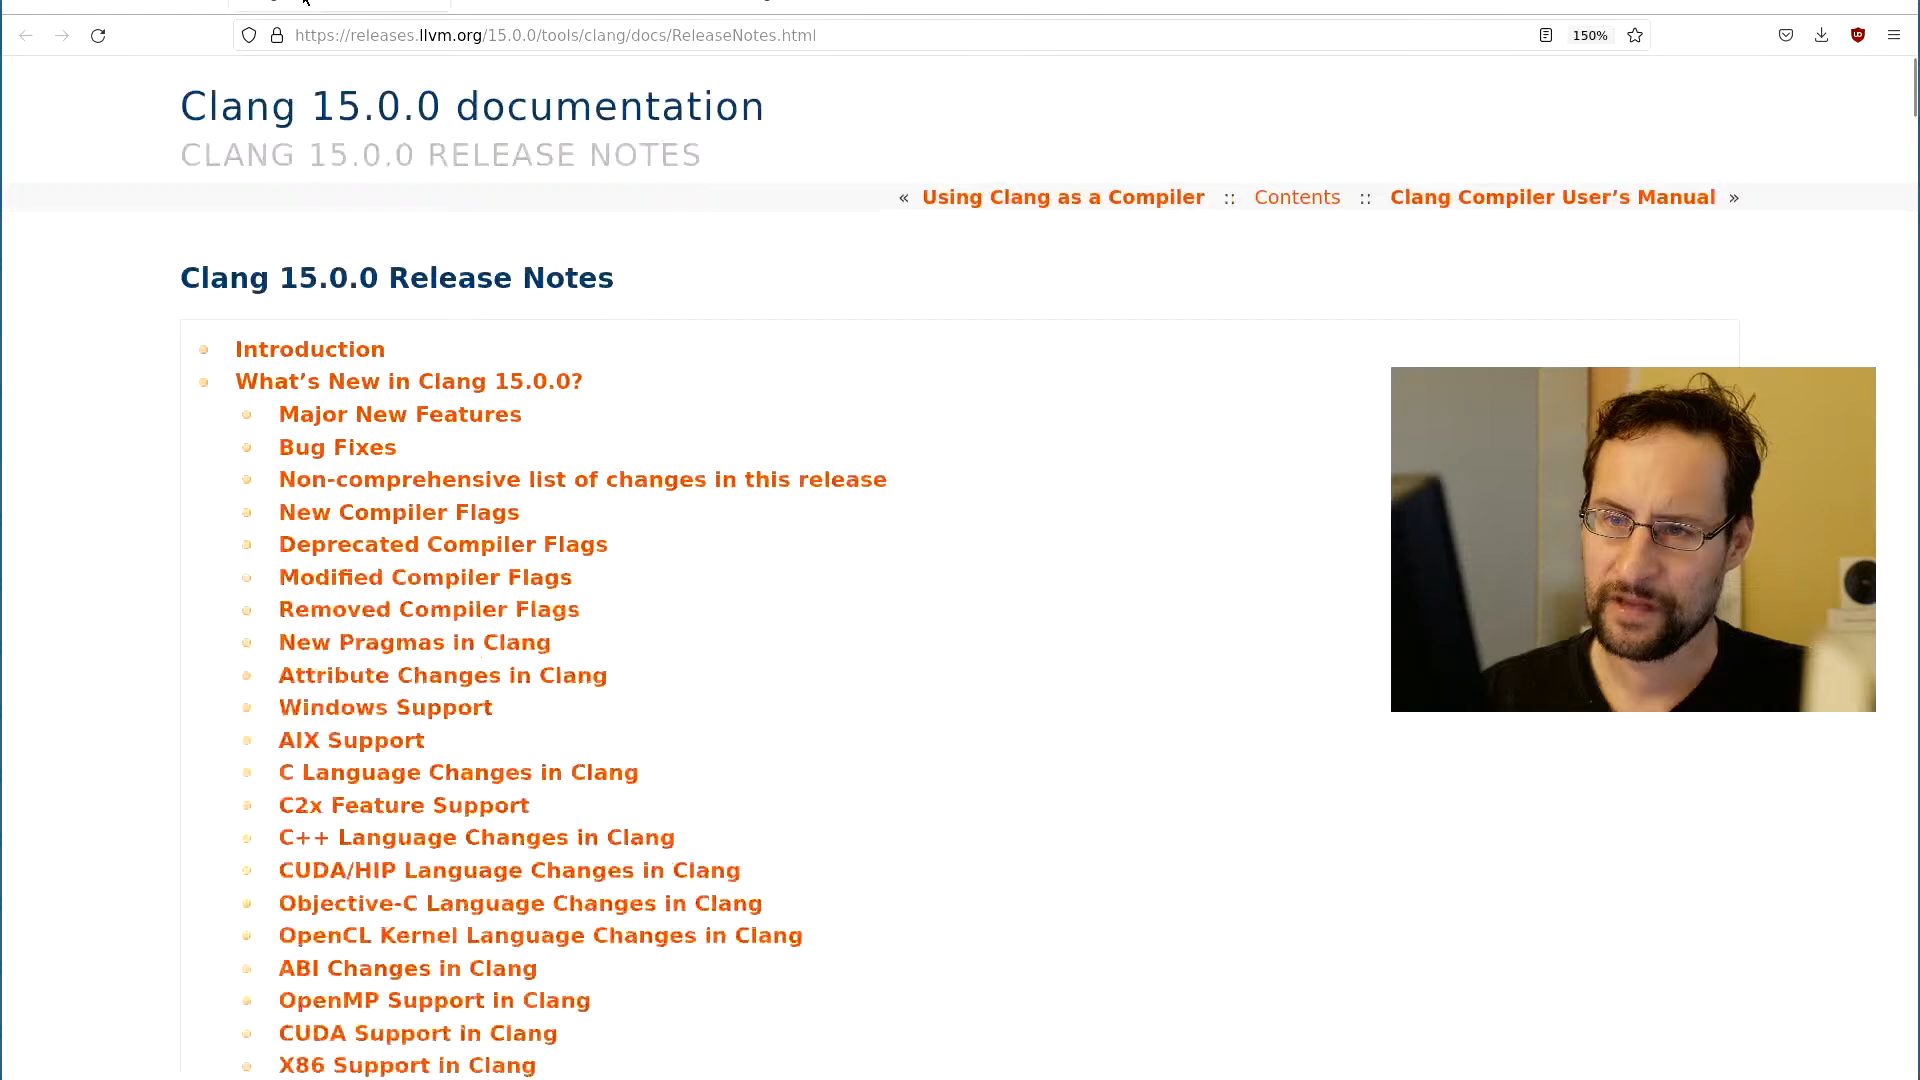 https://releases.llvm.org/15.0.0/tools/clang/docs/ReleaseNotes.html
150%
Clang 15.0.0 documentation
CLANG 15.0.0 RELEASE NOTES
« Using Clang as a Compiler :: Contents :: Clang Compiler User’s Manual »
Clang 15.0.0 Release Notes
Introduction
What’s New in Clang 15.0.0?
Major New Features
Bug Fixes
Non-comprehensive list of changes in this release
New Compiler Flags
Deprecated Compiler Flags
Modified Compiler Flags
Removed Compiler Flags
New Pragmas in Clang
Attribute Changes in Clang
Windows Support
AIX Support
C Language Changes in Clang
C2x Feature Support
C++ Language Changes in Clang
CUDA/HIP Language Changes in Clang
Objective-C Language Changes in Clang
OpenCL Kernel Language Changes in Clang
ABI Changes in Clang
OpenMP Support in Clang
CUDA Support in Clang
X86 Support in Clang